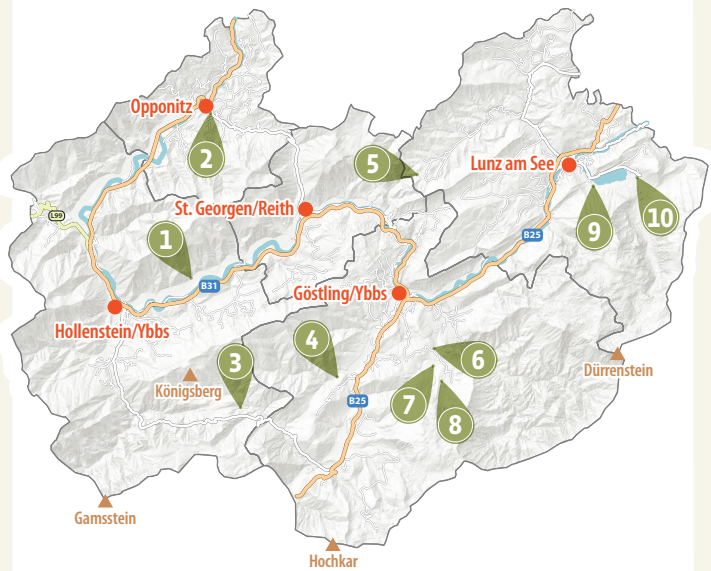 Opponitz
2
5
Lunz am See
St. Georgen/Reith
L99
1
9
10
B25
B31
Göstling/Ybbs
Hollenstein/Ybbs
4
6
3
Dürrenstein
Königsberg
7
B25
8
Gamsstein
Hochkar